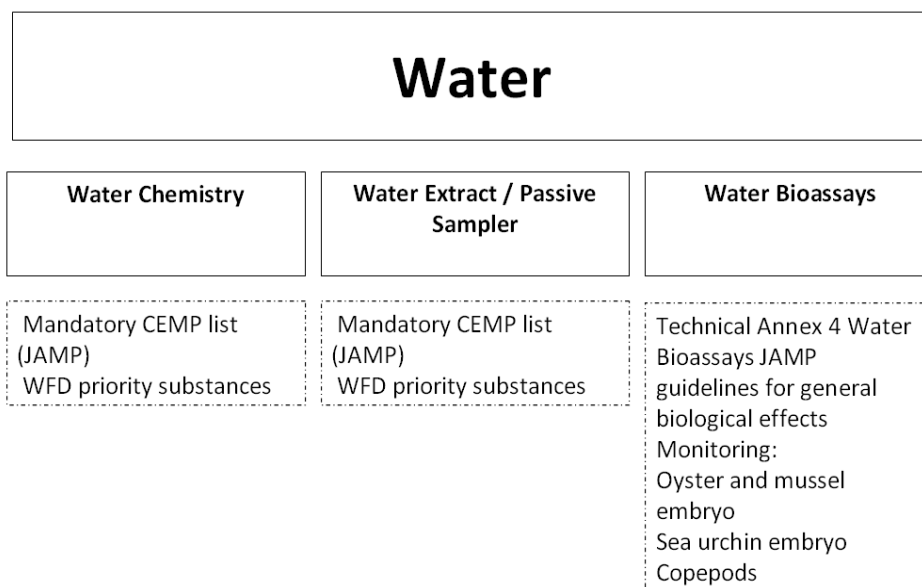 Water
Water Chemistry
Water Extract / Passive
Sampler
Water Bioassays
Mandatory CEMP list
(JAMP)
WFD priority substances
Mandatory CEMP list
(JAMP)
WFD priority substances
Technical Annex 4 Water
Bioassays JAMP
guidelines for general
biological effects
Monitoring:
Oyster and mussel
embryo
Sea urchin embryo
Copepods